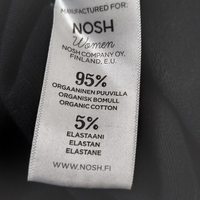 MANUFACTURED FOR:
NOSH
Women
NOSH COMPANY OY,
FINLAND, E.U.
95%
ORGAANINEN PUUVILLA
ORGANISK BOMULL
ORGANIC COTTON
5%
ELASTAANI
ELASTAN
ELASTANE
WWW.NOSH.FI